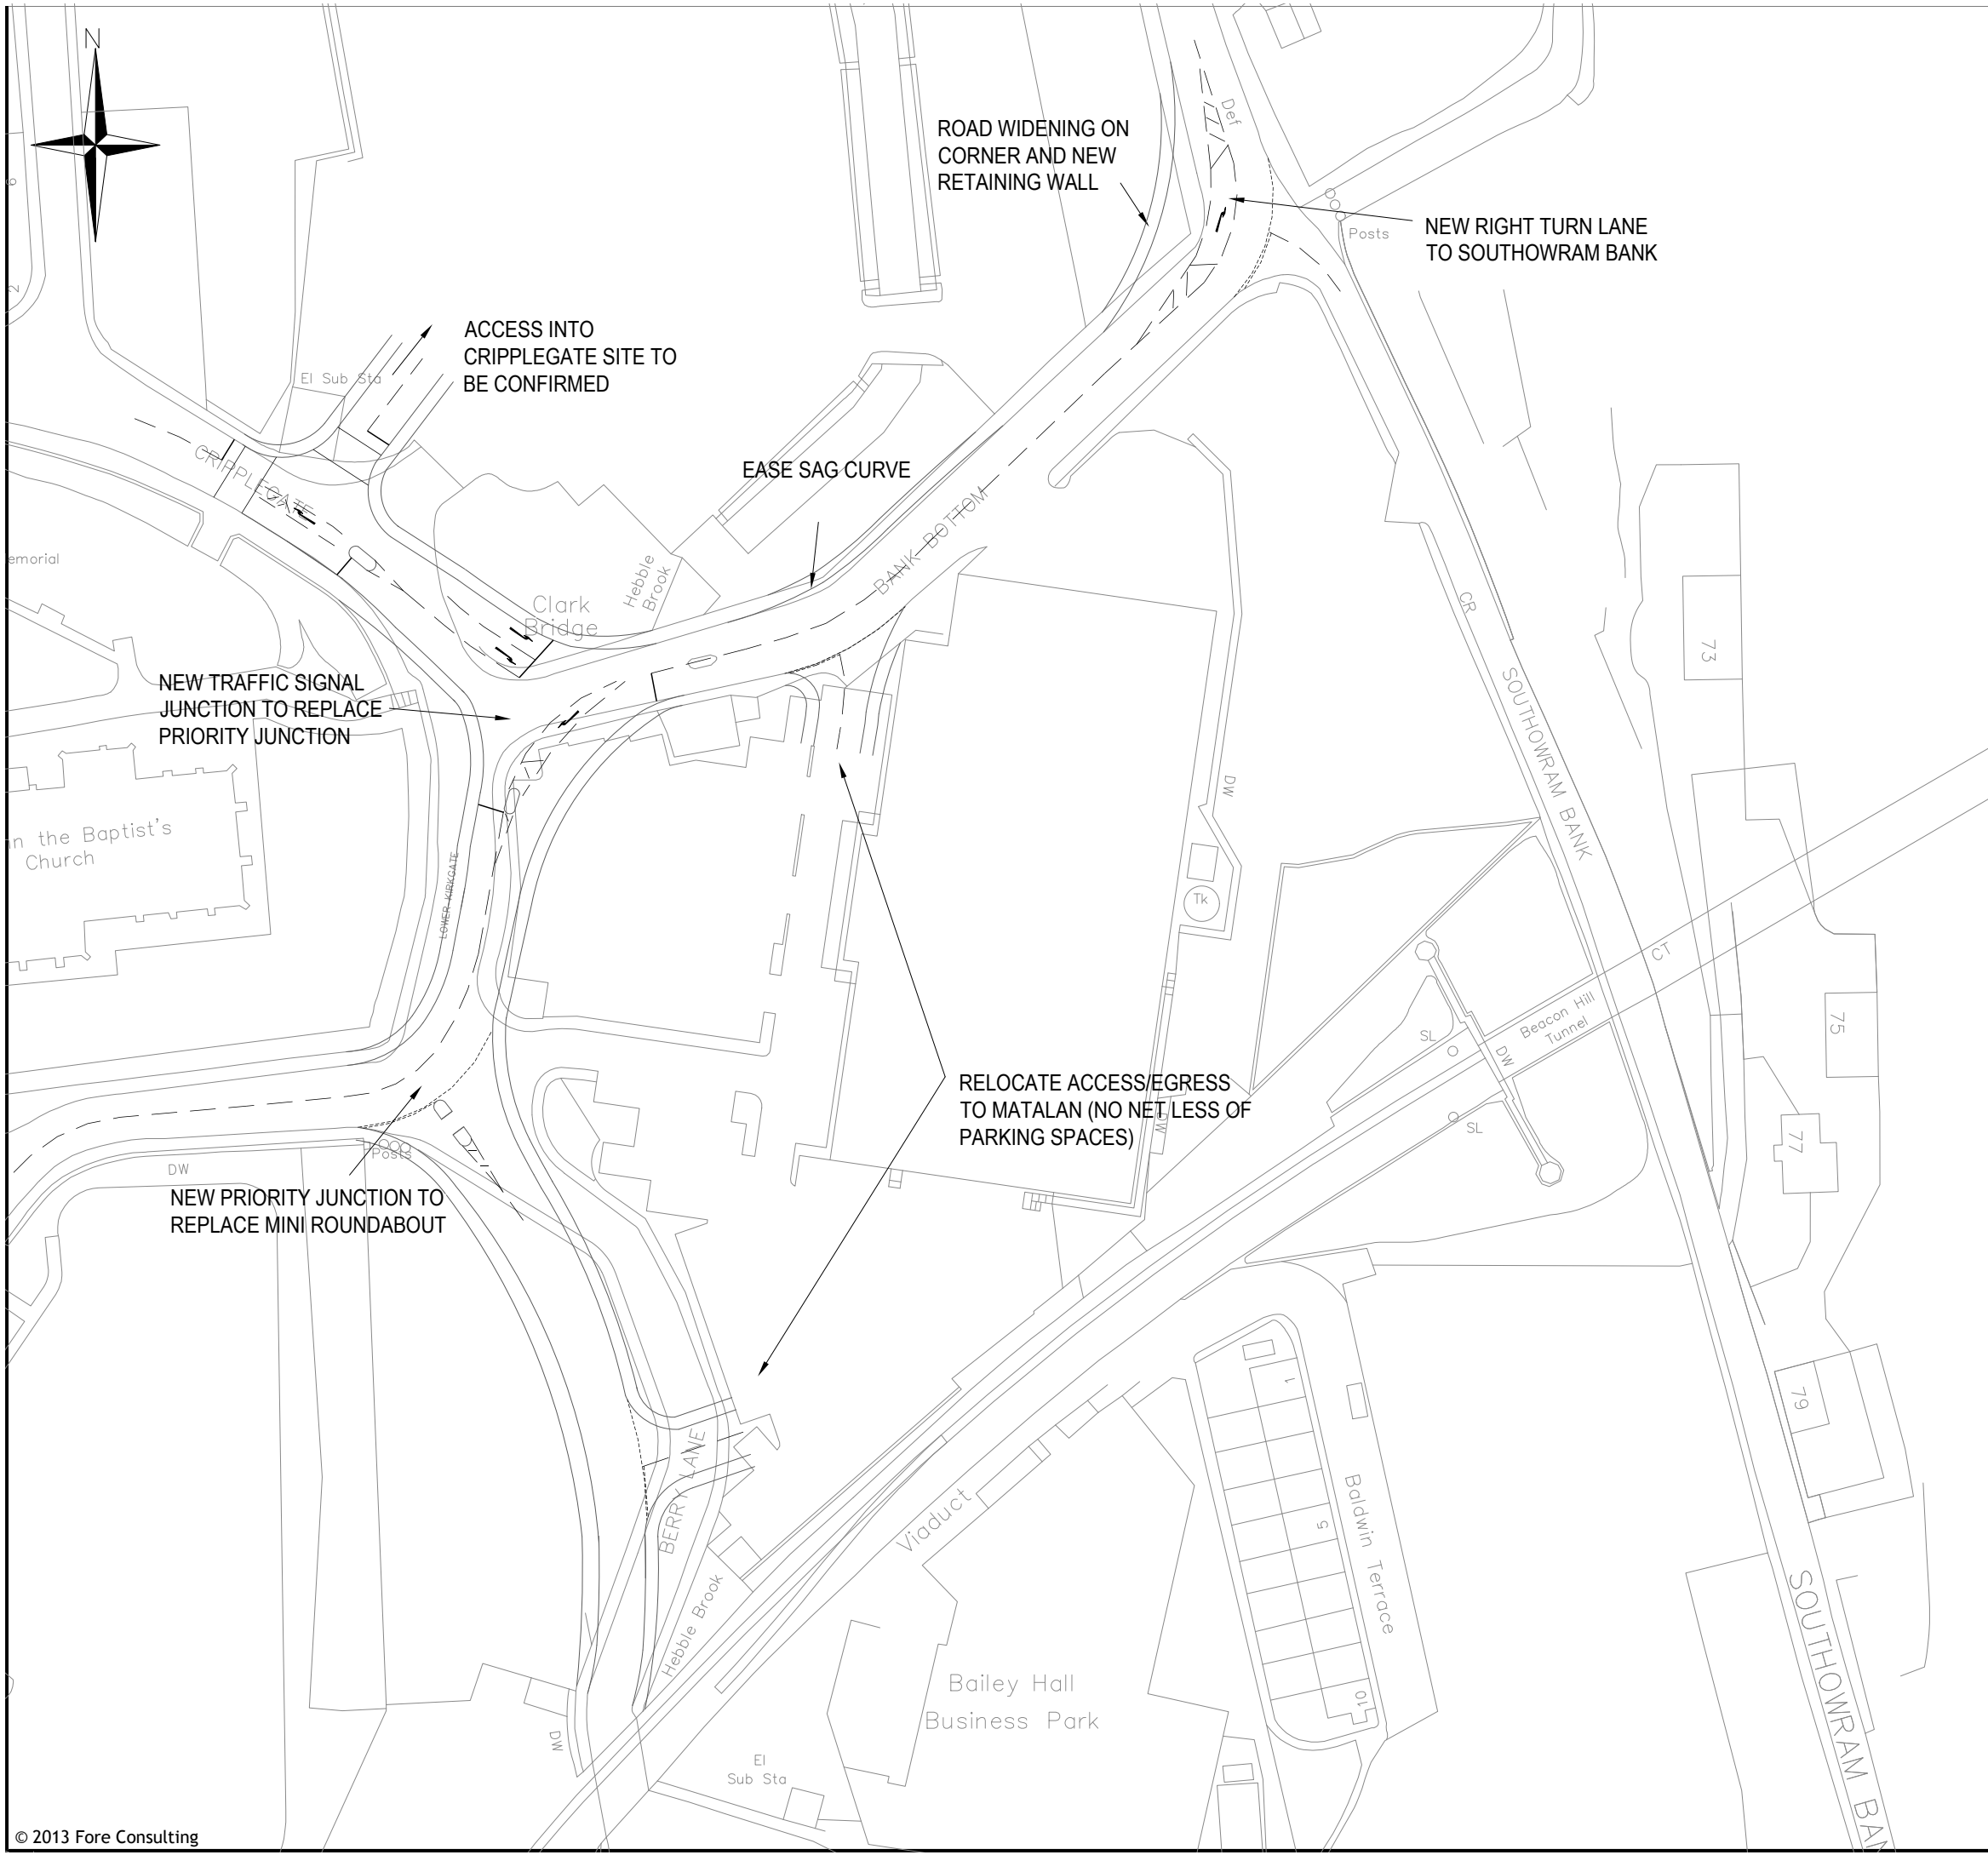 N
ROAD WIDENING ON
CORNER AND NEW
RETAINING WALL
Def
Posts
NEW RIGHT TURN LANE
TO SOUTHOWRAM BANK
ACCESS INTO
CRIPPLEGATE SITE TO
BE CONFIRMED
El Sub Sta
CRIPPLEGATE
EASE SAG CURVE
BANK BOTTOM
emorial
Clark
Bridge
Hebble
Brook
CR
73
SOUTHOWRAM BANK
NEW TRAFFIC SIGNAL
JUNCTION TO REPLACE
PRIORITY JUNCTION
DW
n the Baptist's
Church
LOWER KIRKGATE
Tk
CT
Beacon Hill
Tunnel
SL
DW
75
RELOCATE ACCESS/EGRESS
TO MATALAN (NO NET LESS OF
PARKING SPACES)
DW
SL
77
Posts
DW
NEW PRIORITY JUNCTION TO
REPLACE MINI ROUNDABOUT
1
79
BERRY LANE
Viaduct
5
Baldwin Terrace
Hebble Brook
SOUTHOWRAM BAN
Bailey Hall
Business Park
10
DW
El
Sub Sta
© 2013 Fore Consulting